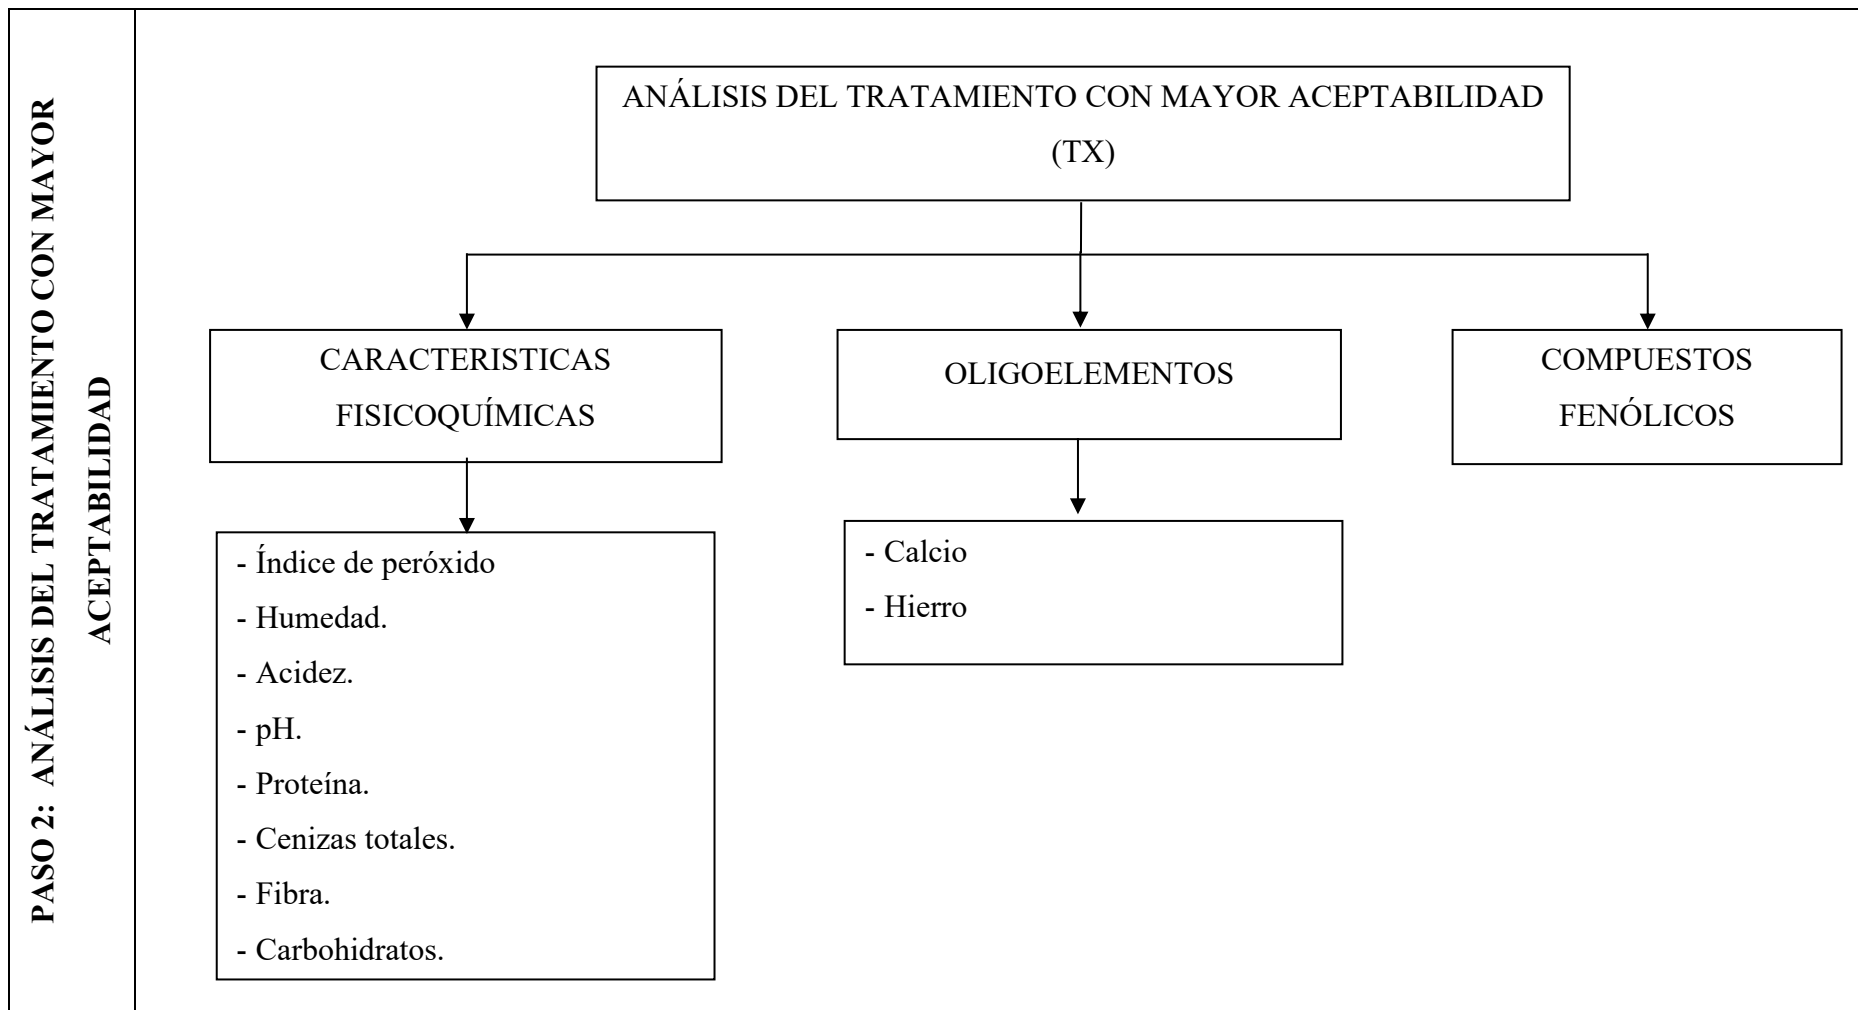 PASO 2:: ANÁLISIS DEL TRATAMIENTO CON MAYOR
ACEPTABILIDAD
ANÁLISIS DEL TRATAMIENTO CON MAYOR ACEPTABILIDAD
(TX)
CARACTERISTICAS
FISICOQUÍMICAS
- Índice de peróxido
- Humedad.
- Acidez.
- pH.
- Proteína.
- Cenizas totales.
- Fibra.
- Carbohidratos.
OLIGOELEMENTOS
- Calcio
- Hierro
COMPUESTOS
FENÓLICOS